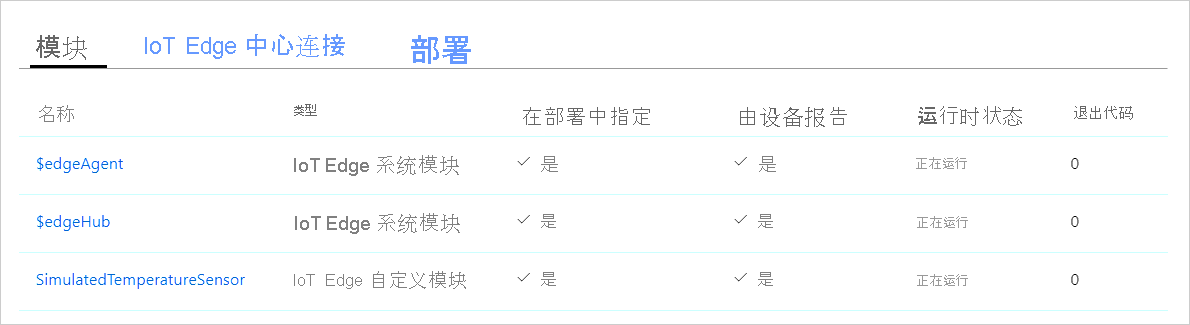 模块 IoT Edge 中心连接 部署
名称 类型 在部署中指定 由设备报告 运行时状态 退出代码
$edgeAgent IoT Edge 系统模块 是 是 正在运行 0
$edgeHub IoT Edge 系统模块 是 是 正在运行 0
SimulatedTemperatureSensor IoT Edge 自定义模块 是 是 正在运行 0